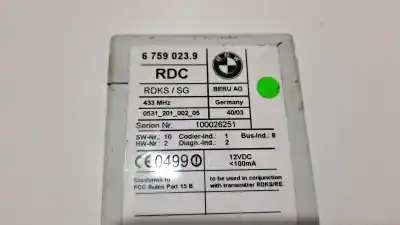 6 759 023.9
RDC
RDKS / SG
BERU AG
433 MHz
Germany
0531_201_002_05
40/03
Serien Nr. 100026251
SW-Nr.: 10 Codier-Ind.: 1 Bus-Ind.: 8
HW-Nr.: 2 Diagn.-Ind.: 2
CE0499!
12VDC
<100mA
Conforms to
FCC Rules Part 15 B
to be used in conjunction
with transmitter RDKS/RE.